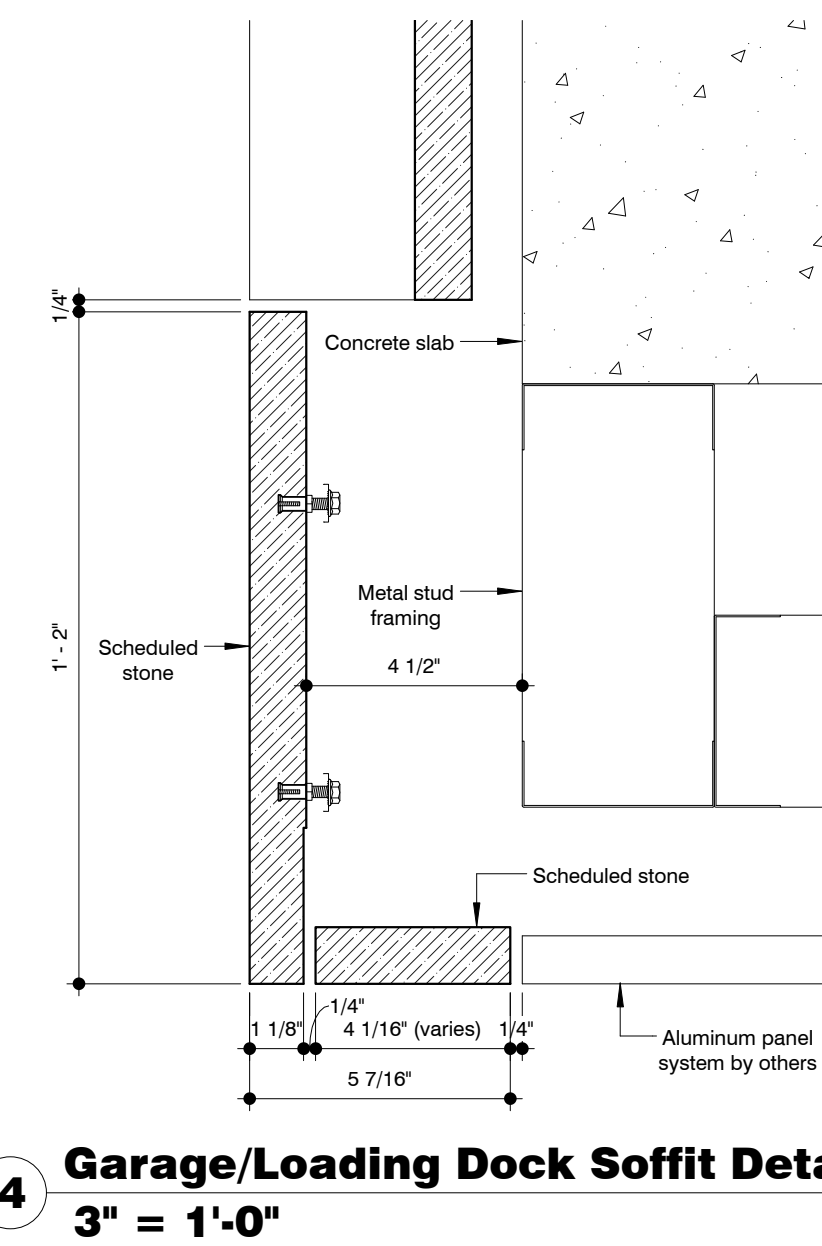 1/4"
Concrete slab
Metal stud
framing
1' - 2"
Scheduled
stone
4 1/2"
Scheduled stone
1/4"
1 1/8"
4 1/16" (varies)
1/4"
Aluminum panel
system by others
5 7/16"
4
Garage/Loading Dock Soffit Deta
3" = 1'-0"